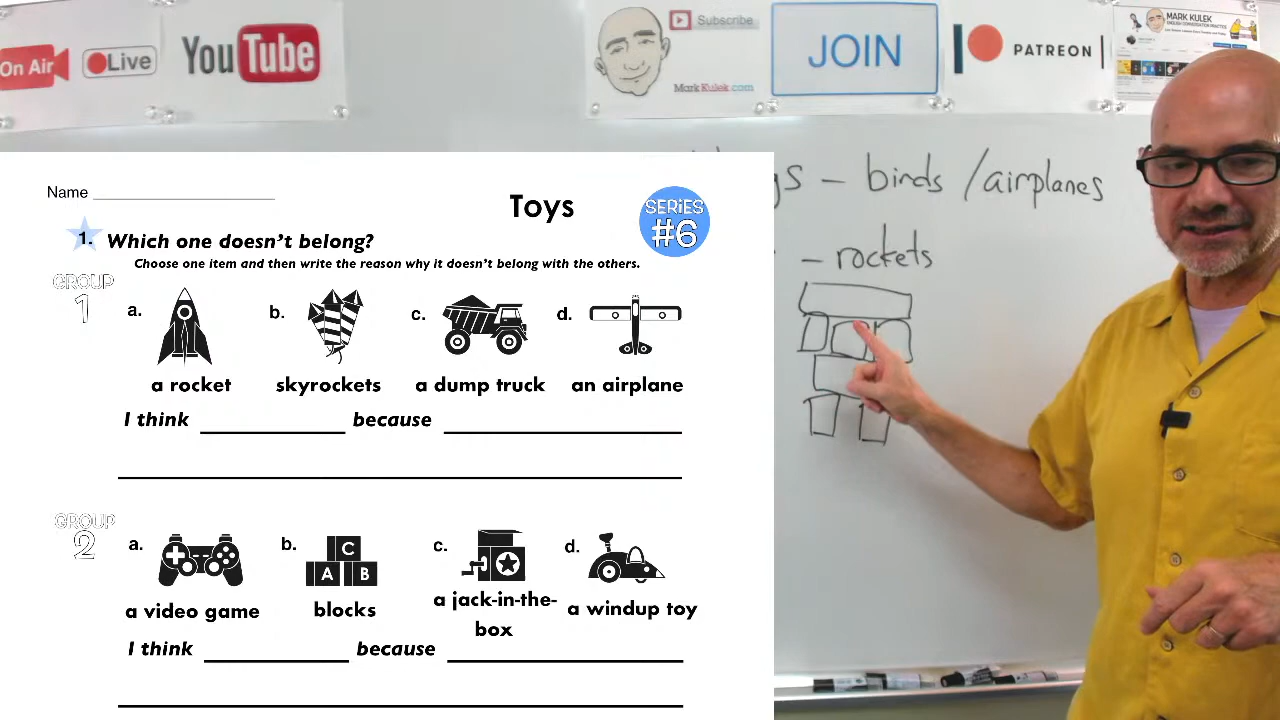 On Air
Live
YouTube
Subscribe
MarkKulek.com
JOIN
PATREON
MARK KULEK
– birds / airplanes
– rockets
Name
Toys
SERIES
#6
1. Which one doesn't belong?
Choose one item and then write the reason why it doesn't belong with the others.
GROUP
1
a. b. c. d.
a rocket skyrockets a dump truck an airplane
I think because
GROUP
2
a. b. c. d.
C
A B
a video game blocks a jack-in-the-box a windup toy
I think because